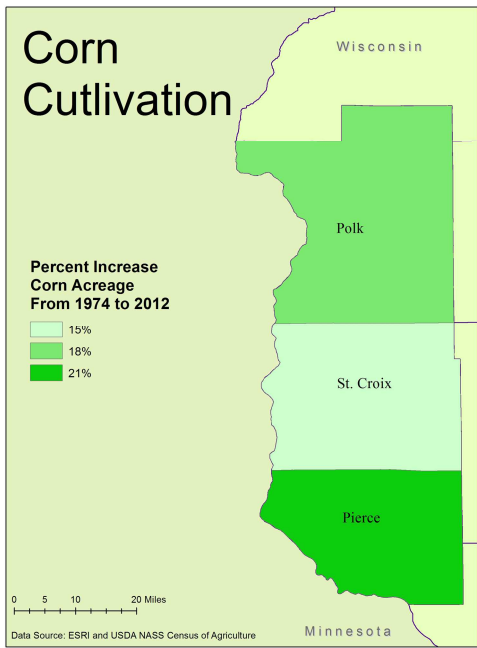 Corn
Cutlivation
Wisconsin
Polk
Percent Increase
Corn Acreage
From 1974 to 2012
15%
18%
21%
St. Croix
Pierce
0 5 10 20 Miles
Data Source: ESRI and USDA NASS Census of Agriculture
Minnesota